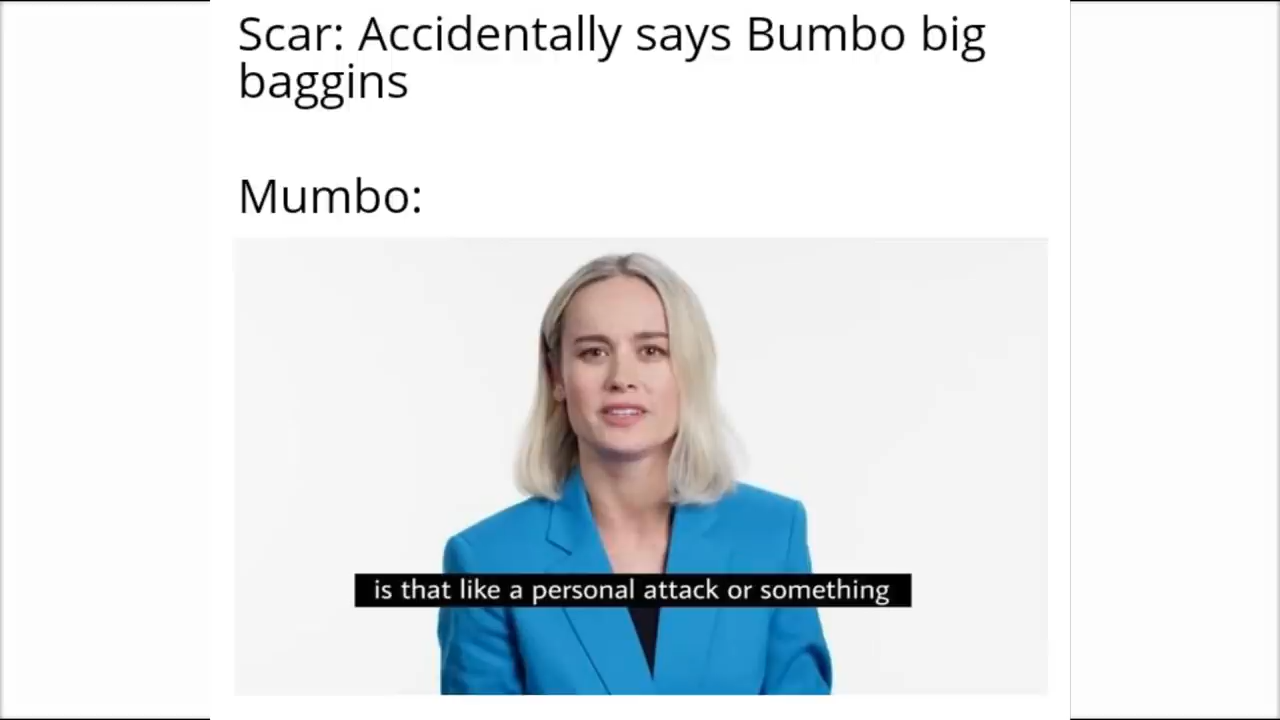 Scar: Accidentally says Bumbo big
baggins
Mumbo:
is that like a personal attack or something